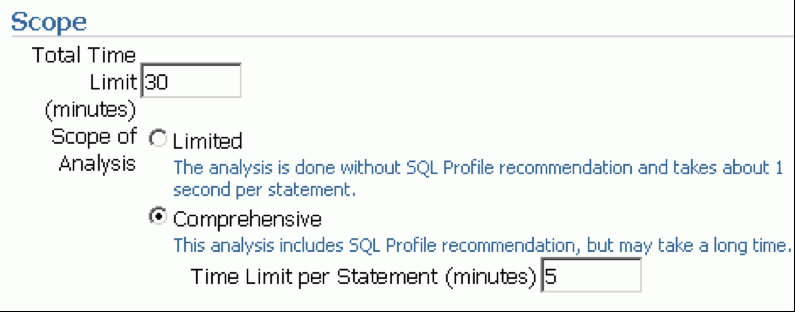 Scope
Total Time
Limit 30
(minutes)
Scope of Limited
Analysis
The analysis is done without SQL Profile recommendation and takes about 1
second per statement.
Comprehensive
This analysis includes SQL Profile recommendation, but may take a long time.
Time Limit per Statement (minutes) 5